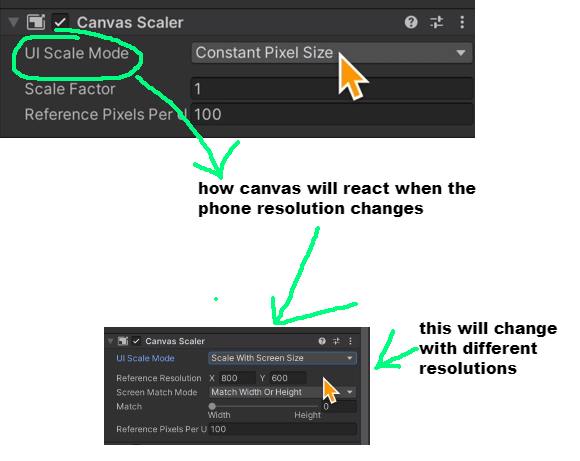 Canvas Scaler
UI Scale Mode Constant Pixel Size
Scale Factor 1
Reference Pixels Per U 100
how canvas will react when the
phone resolution changes
Canvas Scaler
UI Scale Mode Scale With Screen Size
Reference Resolution X 800 Y 600
Screen Match Mode Match Width Or Height
Match 0
Width Height
Reference Pixels Per U 100
this will change
with different
resolutions